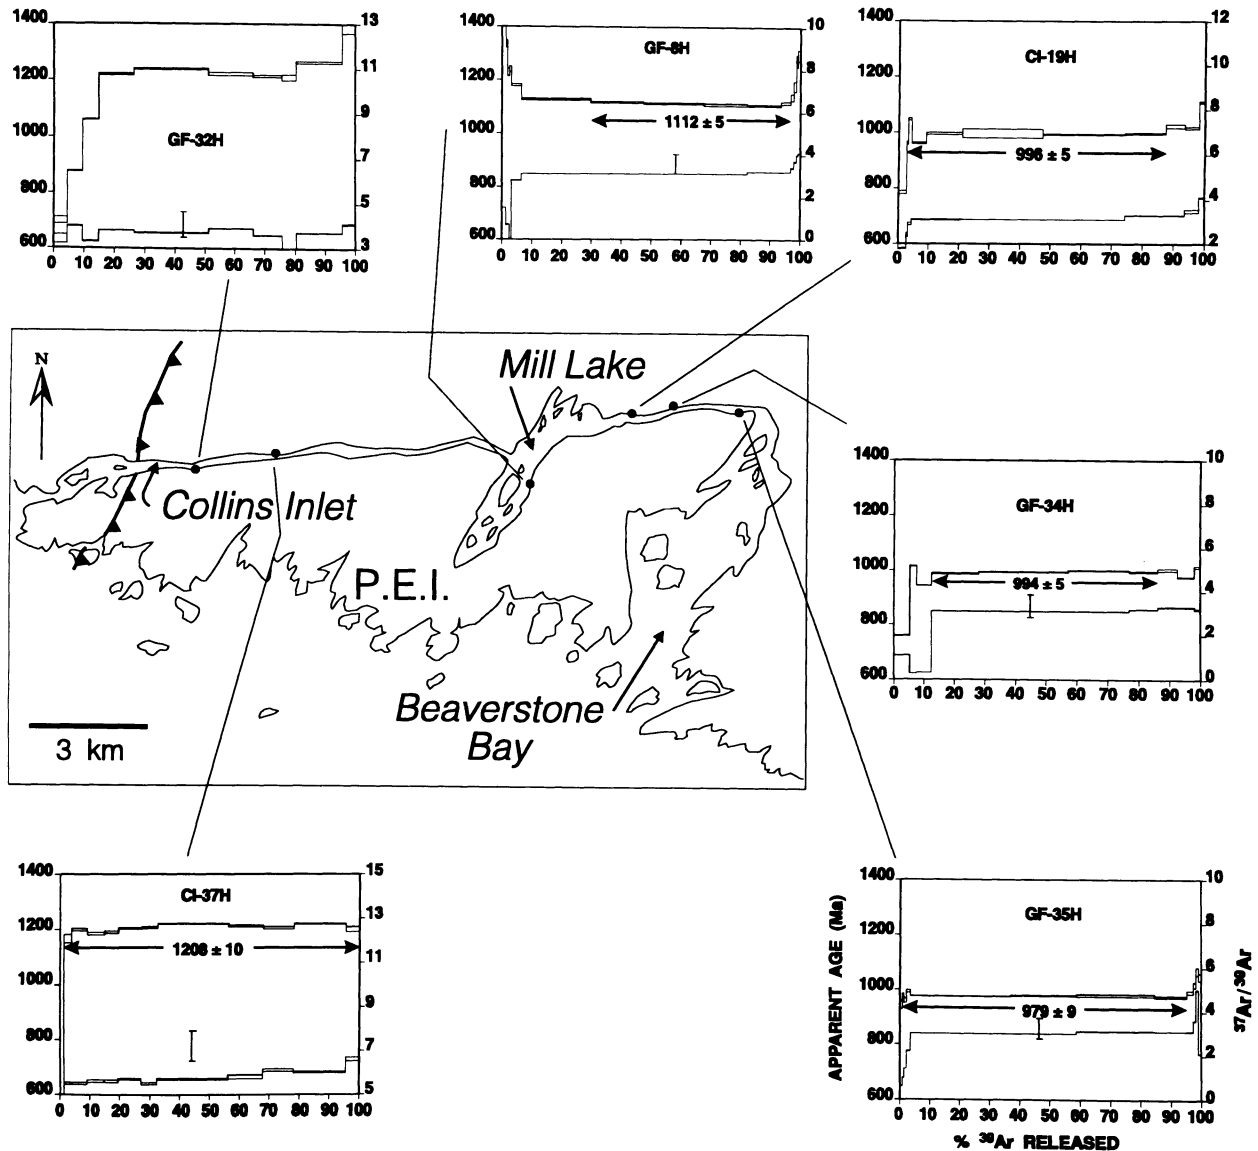 GF-32H
1400
1200
1000
800
600
13
11
9
7
5
3
0 10 20 30 40 50 60 70 80 90 100
GF-8H
1400
1200
1000
800
600
10
8
6
4
2
0
1112 ± 5
0 10 20 30 40 50 60 70 80 90 100
CI-19H
1400
1200
1000
800
600
12
10
8
6
4
2
996 ± 5
0 10 20 30 40 50 60 70 80 90 100
N
Mill Lake
Collins Inlet
P.E.I.
Beaverstone
Bay
3 km
GF-34H
1400
1200
1000
800
600
10
8
6
4
2
0
994 ± 5
0 10 20 30 40 50 60 70 80 90 100
CI-37H
1400
1200
1000
800
600
15
13
11
9
7
5
1208 ± 10
0 10 20 30 40 50 60 70 80 90 100
GF-35H
1400
1200
1000
800
600
10
8
6
4
2
0
979 ± 9
0 10 20 30 40 50 60 70 80 90 100
APPARENT AGE (Ma)
³⁷Ar/³⁹Ar
% ³⁹Ar RELEASED